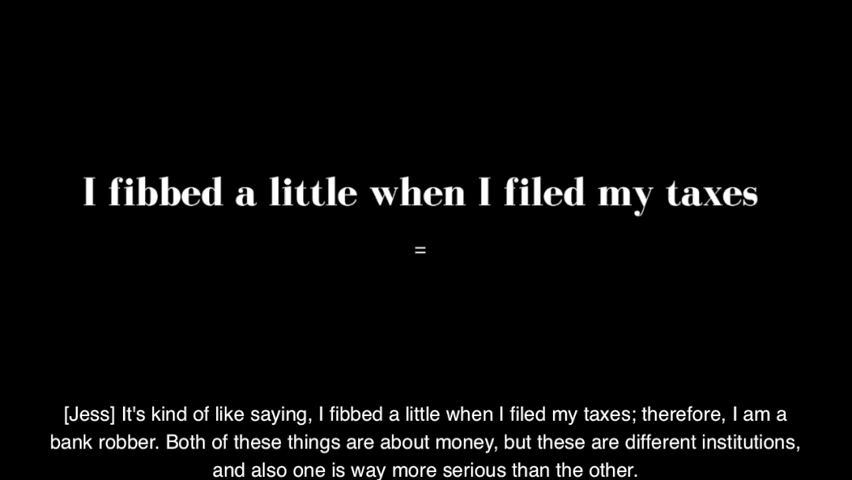 I fibbed a little when I filed my taxes
=
[Jess] It's kind of like saying, I fibbed a little when I filed my taxes; therefore, I am a
bank robber. Both of these things are about money, but these are different institutions,
and also one is way more serious than the other.